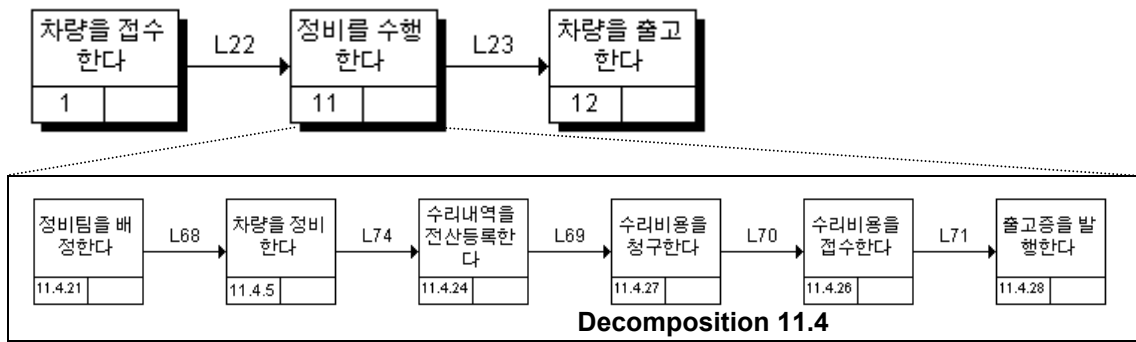 차량을 접수
한다
1
L22
정비를 수행
한다
11
L23
차량을 출고
한다
12
정비팀을 배
정한다
11.4.21
L68
차량을 정비
한다
11.4.5
L74
수리내역을
전산등록한
다
11.4.24
L69
수리비용을
청구한다
11.4.27
L70
수리비용을
접수한다
11.4.26
L71
출고증을 발
행한다
11.4.28
Decomposition 11.4